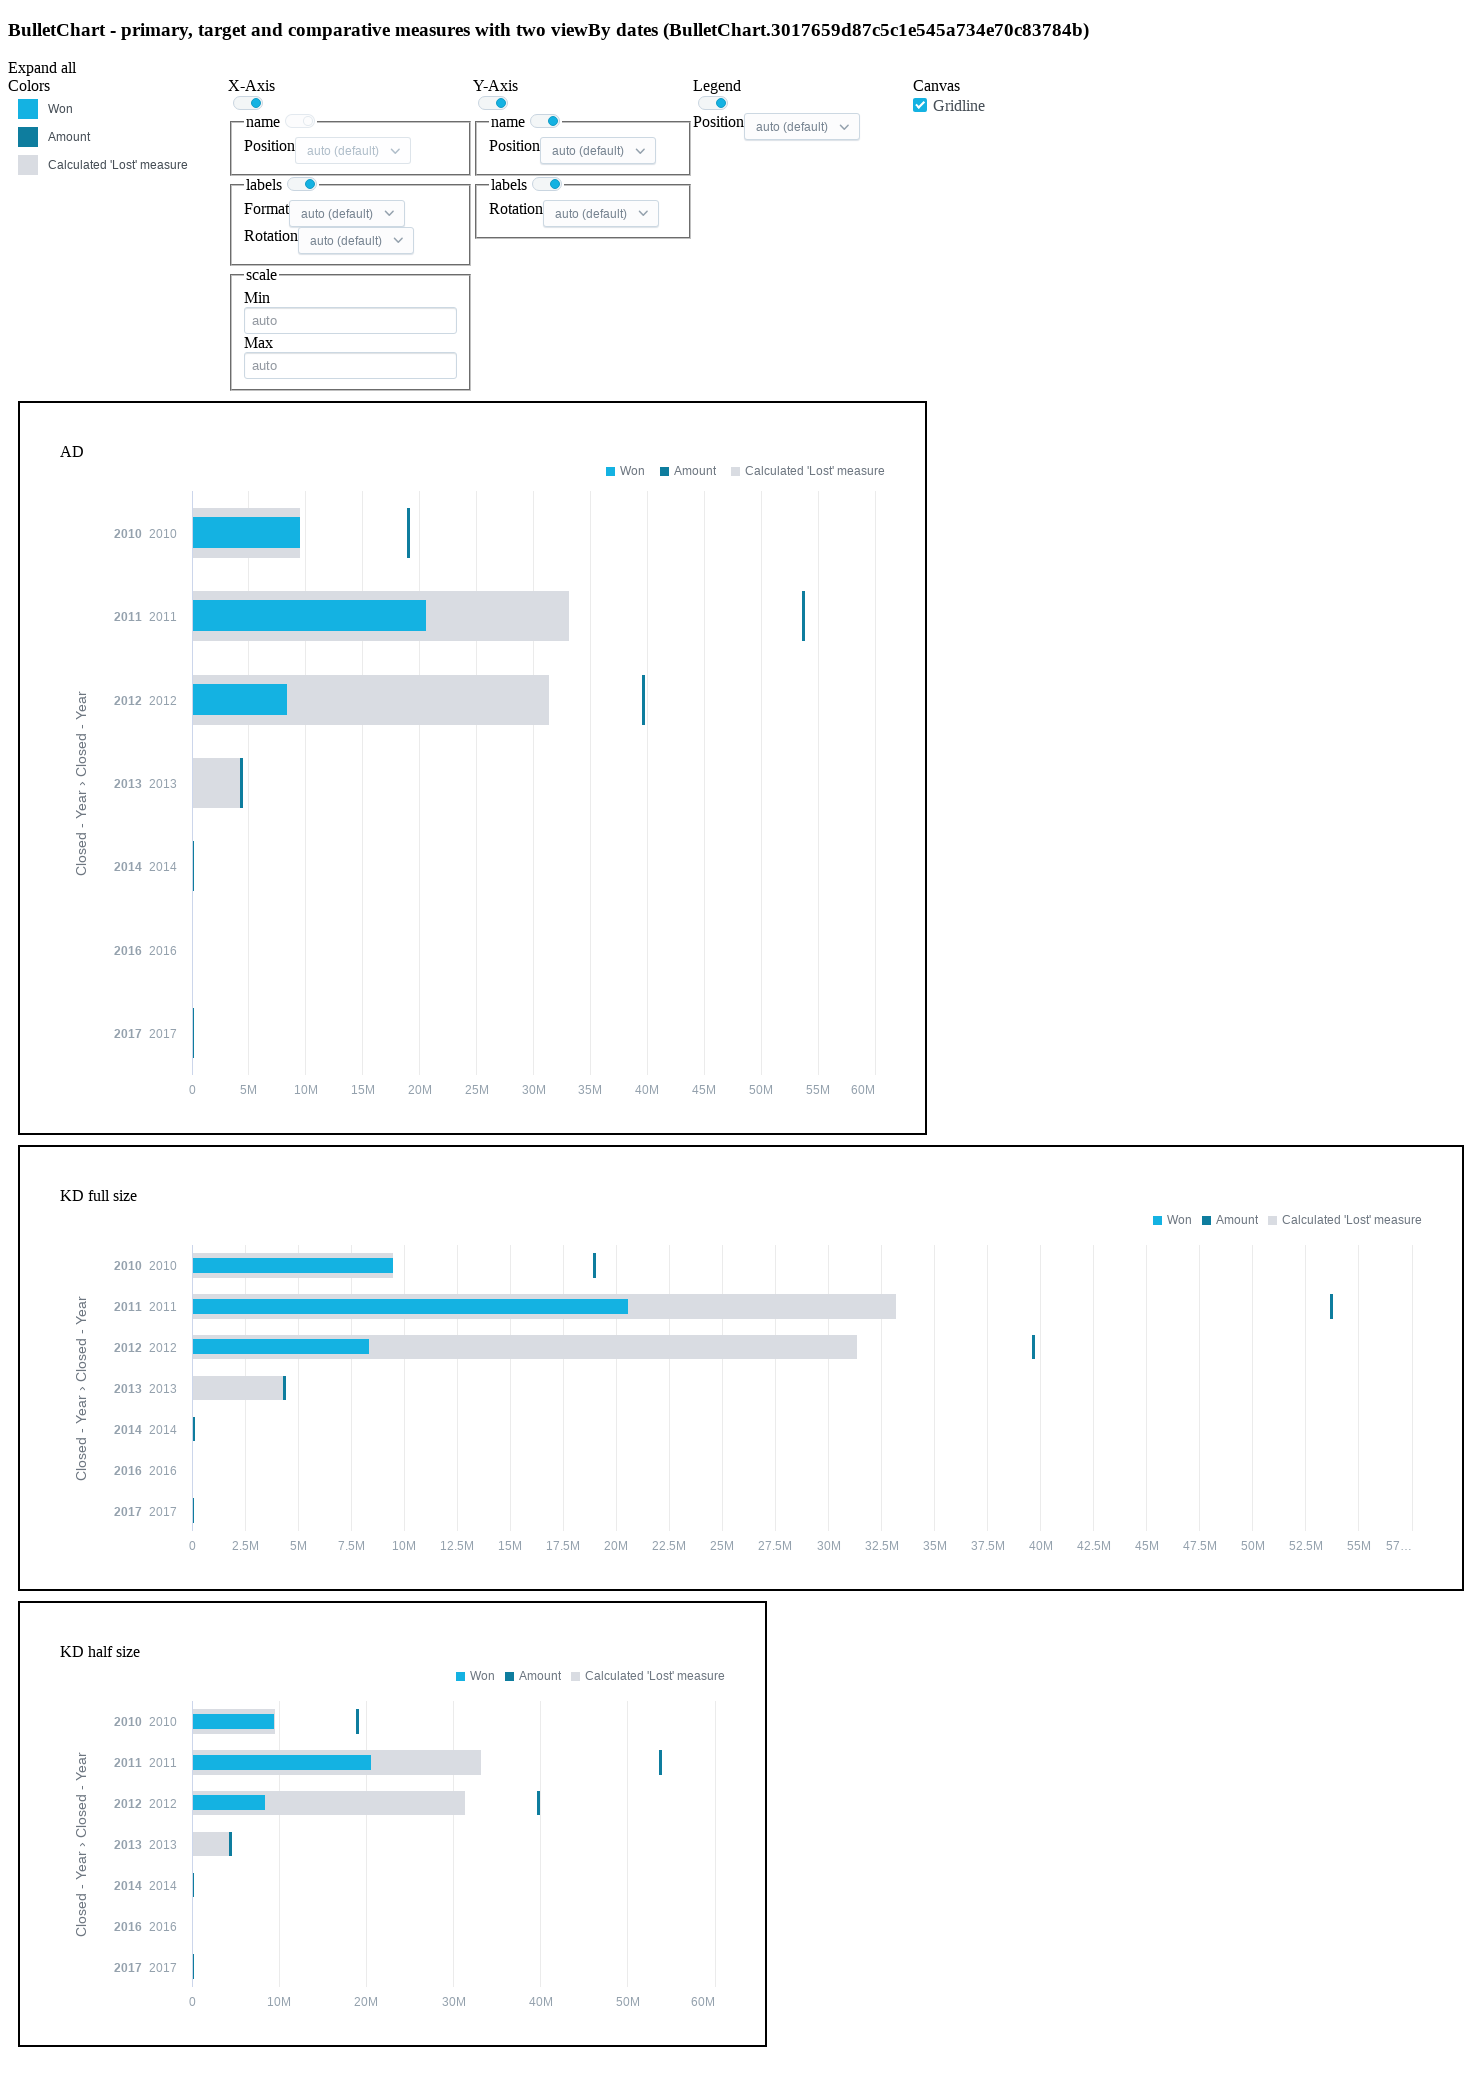 BulletChart - primary, target and comparative measures with two viewBy dates (BulletChart.3017659d87c5c1e545a734e70c83784b)
Expand all
Colors
Won
Amount
Calculated 'Lost' measure
X-Axis
name
Position auto (default)
labels
Format auto (default)
Rotation auto (default)
scale
Min
auto
Max
auto
Y-Axis
name
Position auto (default)
labels
Rotation auto (default)
Legend
Position auto (default)
Canvas
Gridline
AD
Won Amount Calculated 'Lost' measure
Closed - Year › Closed - Year
2010 2010
2011 2011
2012 2012
2013 2013
2014 2014
2016 2016
2017 2017
0 5M 10M 15M 20M 25M 30M 35M 40M 45M 50M 55M 60M
KD full size
Won Amount Calculated 'Lost' measure
Closed - Year › Closed - Year
2010 2010
2011 2011
2012 2012
2013 2013
2014 2014
2016 2016
2017 2017
0 2.5M 5M 7.5M 10M 12.5M 15M 17.5M 20M 22.5M 25M 27.5M 30M 32.5M 35M 37.5M 40M 42.5M 45M 47.5M 50M 52.5M 55M 57…
KD half size
Won Amount Calculated 'Lost' measure
Closed - Year › Closed - Year
2010 2010
2011 2011
2012 2012
2013 2013
2014 2014
2016 2016
2017 2017
0 10M 20M 30M 40M 50M 60M